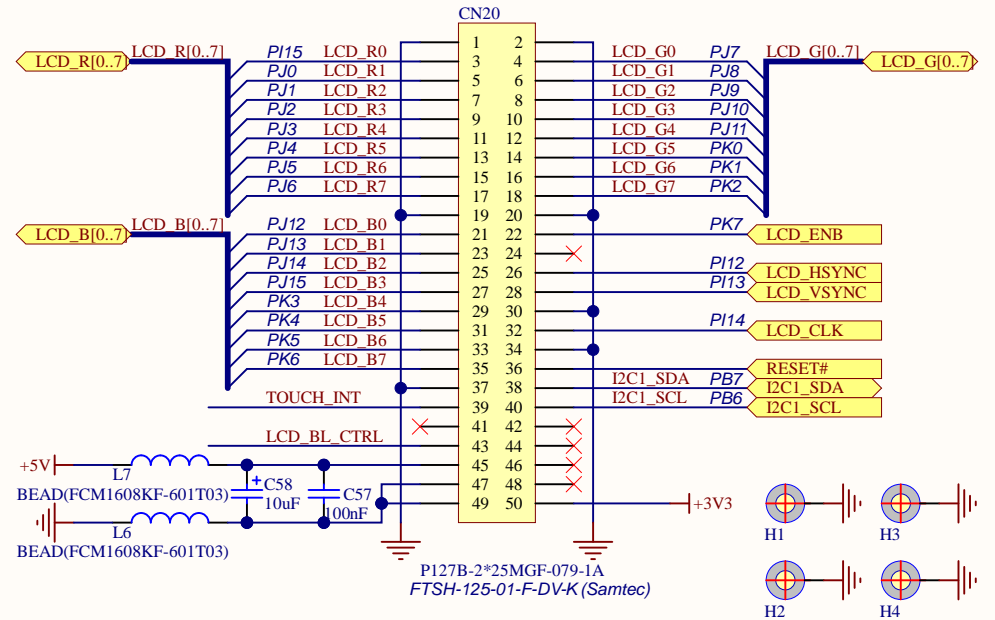 CN20
LCD_R[0..7] LCD_R[0..7] LCD_G[0..7] LCD_G[0..7]
1 2
PI15 LCD_R0 3 4 LCD_G0 PJ7
PJ0 LCD_R1 5 6 LCD_G1 PJ8
PJ1 LCD_R2 7 8 LCD_G2 PJ9
PJ2 LCD_R3 9 10 LCD_G3 PJ10
PJ3 LCD_R4 11 12 LCD_G4 PJ11
PJ4 LCD_R5 13 14 LCD_G5 PK0
PJ5 LCD_R6 15 16 LCD_G6 PK1
PJ6 LCD_R7 17 18 LCD_G7 PK2
19 20
LCD_B[0..7] LCD_B[0..7]
PJ12 LCD_B0 21 22 PK7 LCD_ENB
PJ13 LCD_B1 23 24
PJ14 LCD_B2 25 26 PI12 LCD_HSYNC
PJ15 LCD_B3 27 28 PI13 LCD_VSYNC
PK3 LCD_B4 29 30
PK4 LCD_B5 31 32 PI14 LCD_CLK
PK5 LCD_B6 33 34
PK6 LCD_B7 35 36 RESET#
37 38 I2C1_SDA PB7 I2C1_SDA
TOUCH_INT 39 40 I2C1_SCL PB6 I2C1_SCL
41 42
LCD_BL_CTRL 43 44
+5V 45 46
L7
BEAD(FCM1608KF-601T03)
+ C58
10uF
C57
100nF
47 48
49 50 +3V3
L6
BEAD(FCM1608KF-601T03)
P127B-2*25MGF-079-1A
FTSH-125-01-F-DV-K (Samtec)
H1 H3
H2 H4